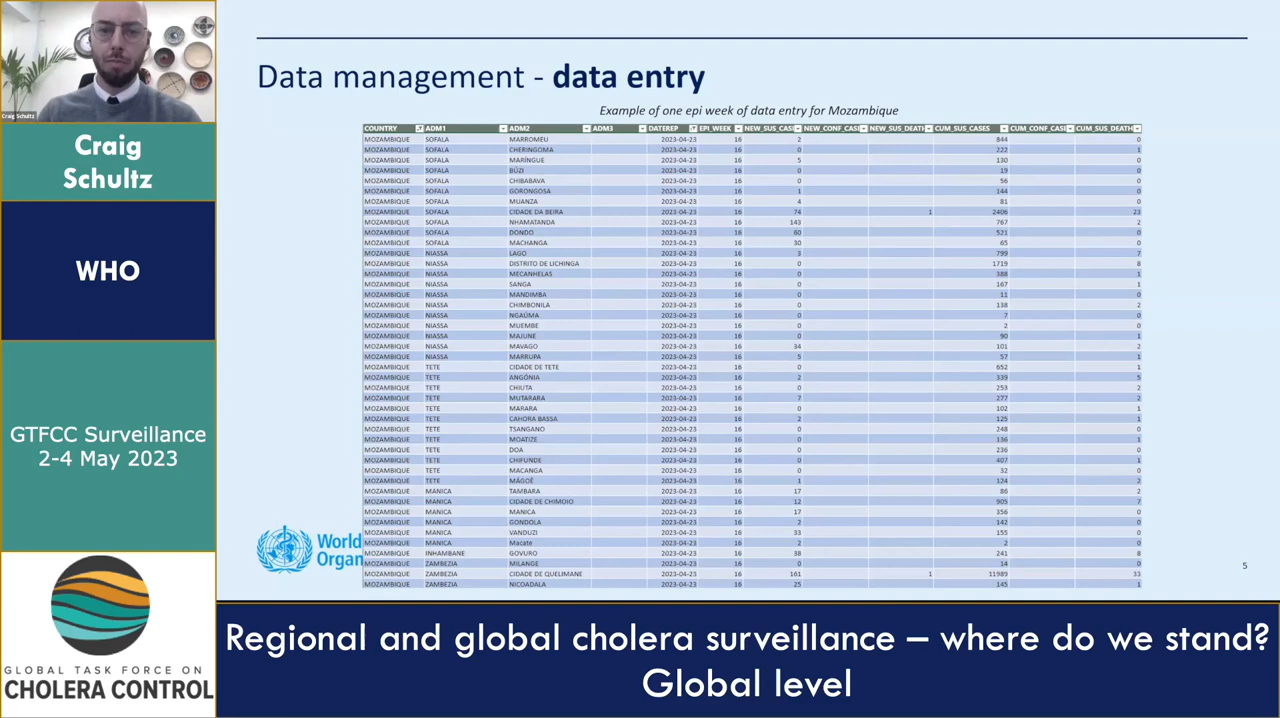 Craig Schultz
Craig
Schultz
WHO
GTFCC Surveillance
2-4 May 2023
GLOBAL TASK FORCE ON
CHOLERA CONTROL
Data management - data entry
Example of one epi week of data entry for Mozambique
COUNTRY ADM1 ADM2 ADM3 DATEREP EPI_WEEK NEW_SUS_CASI NEW_CONF_CASI NEW_SUS_DEATH CUM_SUS_CASES CUM_CONF_CASI CUM_SUS_DEATH
MOZAMBIQUE SOFALA MARROMEU 2023-04-23 16 2 844 0
MOZAMBIQUE SOFALA CHERINGOMA 2023-04-23 16 0 222 1
MOZAMBIQUE SOFALA MARÍNGUE 2023-04-23 16 5 130 0
MOZAMBIQUE SOFALA BÚZI 2023-04-23 16 0 19 0
MOZAMBIQUE SOFALA CHIBABAVA 2023-04-23 16 0 56 0
MOZAMBIQUE SOFALA GORONGOSA 2023-04-23 16 1 144 0
MOZAMBIQUE SOFALA MUANZA 2023-04-23 16 4 81 0
MOZAMBIQUE SOFALA CIDADE DA BEIRA 2023-04-23 16 74 1 2406 23
MOZAMBIQUE SOFALA NHAMATANDA 2023-04-23 16 143 767 2
MOZAMBIQUE SOFALA DONDO 2023-04-23 16 60 521 0
MOZAMBIQUE SOFALA MACHANGA 2023-04-23 16 30 65 0
MOZAMBIQUE NIASSA LAGO 2023-04-23 16 3 799 7
MOZAMBIQUE NIASSA DISTRITO DE LICHINGA 2023-04-23 16 0 1719 8
MOZAMBIQUE NIASSA MECANHELAS 2023-04-23 16 0 388 1
MOZAMBIQUE NIASSA SANGA 2023-04-23 16 0 167 1
MOZAMBIQUE NIASSA MANDIMBA 2023-04-23 16 0 11 0
MOZAMBIQUE NIASSA CHIMBONILA 2023-04-23 16 0 138 2
MOZAMBIQUE NIASSA NGAÚMA 2023-04-23 16 0 7 0
MOZAMBIQUE NIASSA MUEMBE 2023-04-23 16 0 2 0
MOZAMBIQUE NIASSA MAJUNE 2023-04-23 16 0 90 1
MOZAMBIQUE NIASSA MAVAGO 2023-04-23 16 34 101 2
MOZAMBIQUE NIASSA MARRUPA 2023-04-23 16 5 57 1
MOZAMBIQUE TETE CIDADE DE TETE 2023-04-23 16 0 652 1
MOZAMBIQUE TETE ANGÓNIA 2023-04-23 16 2 339 5
MOZAMBIQUE TETE CHIUTA 2023-04-23 16 0 253 2
MOZAMBIQUE TETE MUTARARA 2023-04-23 16 7 277 2
MOZAMBIQUE TETE MARARA 2023-04-23 16 0 102 1
MOZAMBIQUE TETE CAHORA BASSA 2023-04-23 16 2 125 1
MOZAMBIQUE TETE TSANGANO 2023-04-23 16 0 248 0
MOZAMBIQUE TETE MOATIZE 2023-04-23 16 0 136 1
MOZAMBIQUE TETE DOA 2023-04-23 16 0 236 0
MOZAMBIQUE TETE CHIFUNDE 2023-04-23 16 0 407 1
MOZAMBIQUE TETE MACANGA 2023-04-23 16 0 32 0
MOZAMBIQUE TETE MÁGOÈ 2023-04-23 16 1 124 2
MOZAMBIQUE MANICA TAMBARA 2023-04-23 16 17 86 2
MOZAMBIQUE MANICA CIDADE DE CHIMOIO 2023-04-23 16 12 905 7
MOZAMBIQUE MANICA MANICA 2023-04-23 16 17 356 0
MOZAMBIQUE MANICA GONDOLA 2023-04-23 16 2 142 0
MOZAMBIQUE MANICA VANDUZI 2023-04-23 16 33 155 0
MOZAMBIQUE MANICA Macate 2023-04-23 16 2 2 0
MOZAMBIQUE INHAMBANE GOVURO 2023-04-23 16 38 241 8
MOZAMBIQUE ZAMBEZIA MILANGE 2023-04-23 16 0 14 0
MOZAMBIQUE ZAMBEZIA CIDADE DE QUELIMANE 2023-04-23 16 161 1 11989 33
MOZAMBIQUE ZAMBEZIA NICOADALA 2023-04-23 16 25 145 1
World
Organ
5
Regional and global cholera surveillance – where do we stand?
Global level